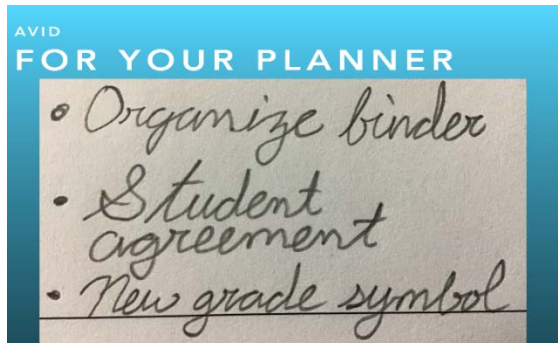 AVID
FOR YOUR PLANNER
• Organize binder
• Student
agreement
• New grade symbol